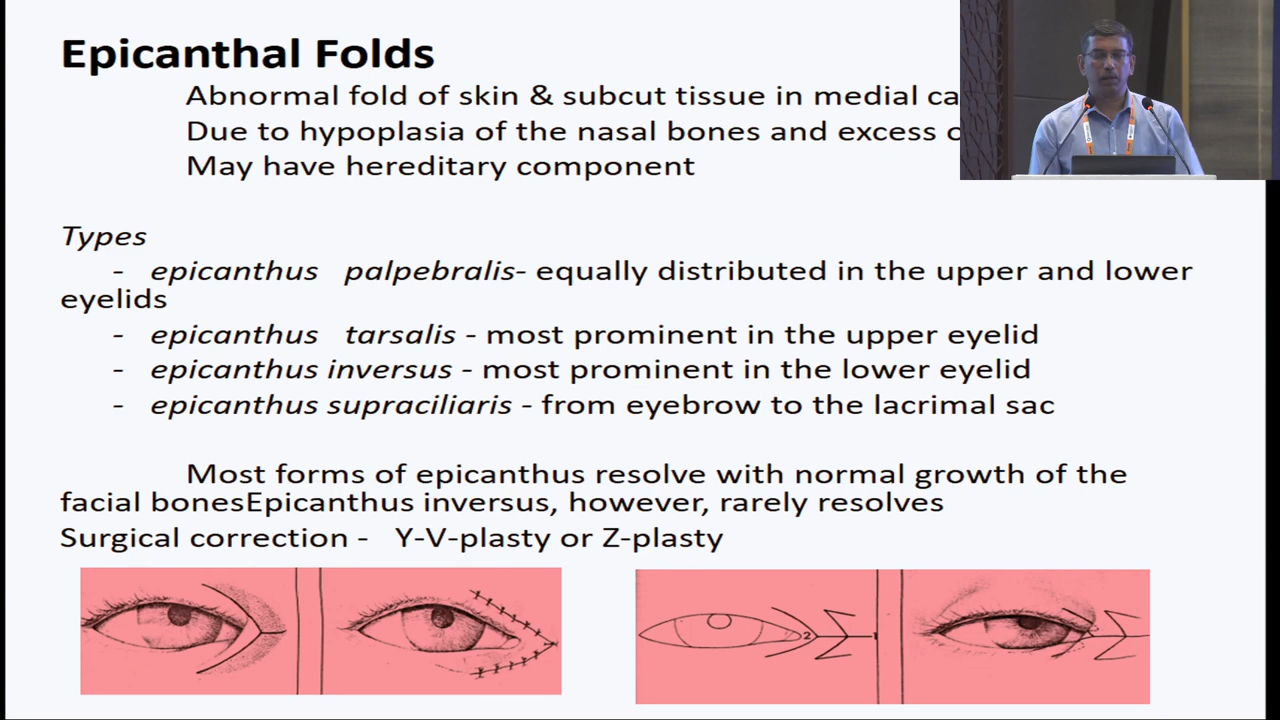 Epicanthal Folds
Abnormal fold of skin & subcut tissue in medial
Due to hypoplasia of the nasal bones and excess
May have hereditary component
Types
- epicanthus palpebralis- equally distributed in the upper and lower
eyelids
- epicanthus tarsalis - most prominent in the upper eyelid
- epicanthus inversus - most prominent in the lower eyelid
- epicanthus supraciliaris - from eyebrow to the lacrimal sac
Most forms of epicanthus resolve with normal growth of the
facial bonesEpicanthus inversus, however, rarely resolves
Surgical correction - Y-V-plasty or Z-plasty
2 1